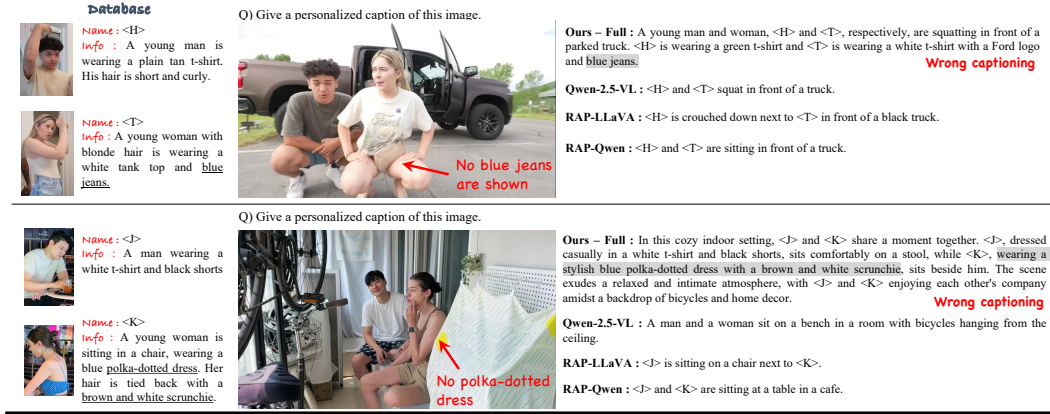 Database
Name : <H>
Info : A young man is
wearing a plain tan t-shirt.
His hair is short and curly.
Name : <T>
Info : A young woman with
blonde hair is wearing a
white tank top and blue
jeans.
Q) Give a personalized caption of this image.
No blue jeans
are shown
Ours – Full : A young man and woman, <H> and <T>, respectively, are squatting in front of a
parked truck. <H> is wearing a green t-shirt and <T> is wearing a white t-shirt with a Ford logo
and blue jeans.
Wrong captioning
Qwen-2.5-VL : <H> and <T> squat in front of a truck.
RAP-LLaVA : <H> is crouched down next to <T> in front of a black truck.
RAP-Qwen : <H> and <T> are sitting in front of a truck.
Name : <J>
Info : A man wearing a
white t-shirt and black shorts
Name : <K>
Info : A young woman is
sitting in a chair, wearing a
blue polka-dotted dress. Her
hair is tied back with a
brown and white scrunchie.
Q) Give a personalized caption of this image.
No polka-dotted
dress
Ours – Full : In this cozy indoor setting, <J> and <K> share a moment together. <J>, dressed
casually in a white t-shirt and black shorts, sits comfortably on a stool, while <K>, wearing a
stylish blue polka-dotted dress with a brown and white scrunchie, sits beside him. The scene
exudes a relaxed and intimate atmosphere, with <J> and <K> enjoying each other's company
amidst a backdrop of bicycles and home decor.
Wrong captioning
Qwen-2.5-VL : A man and a woman sit on a bench in a room with bicycles hanging from the
ceiling.
RAP-LLaVA : <J> is sitting on a chair next to <K>.
RAP-Qwen : <J> and <K> are sitting at a table in a cafe.